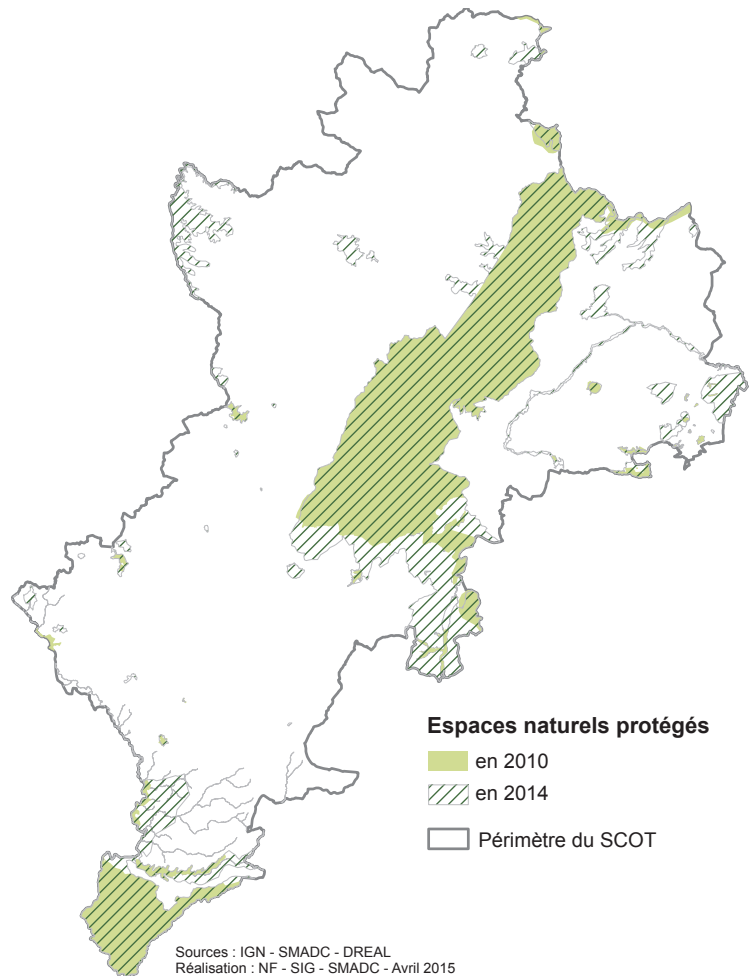 Espaces naturels protégés
en 2010
en 2014
Périmètre du SCOT
Sources : IGN - SMADC - DREAL
Réalisation : NF - SIG - SMADC - Avril 2015